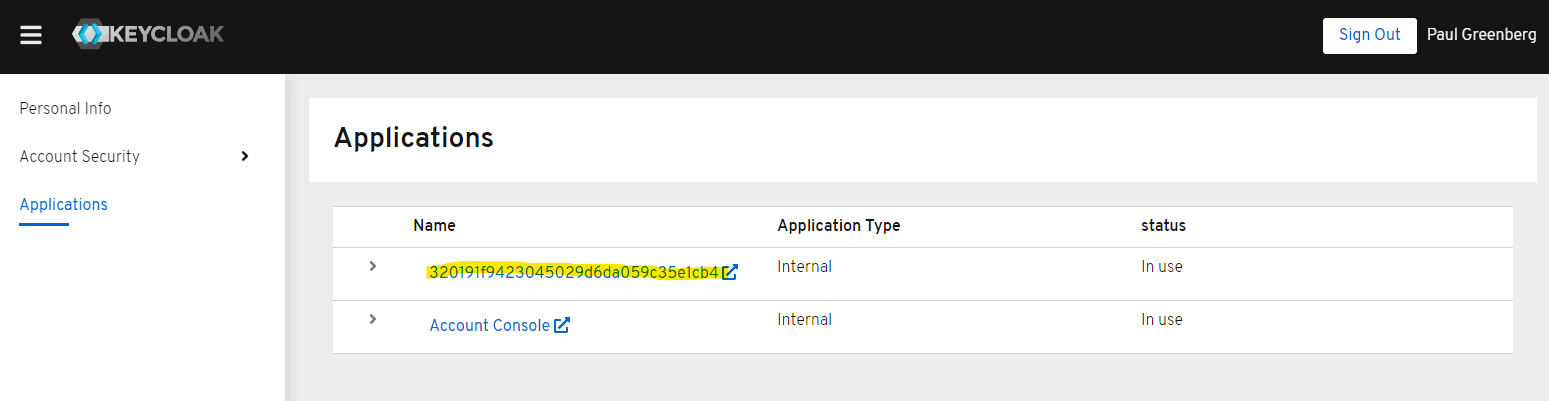 KEYCLOAK
Sign Out Paul Greenberg
Personal Info
Account Security
Applications
Applications
Name Application Type status
320191f9423045029d6da059c35e1cb4 Internal In use
Account Console Internal In use